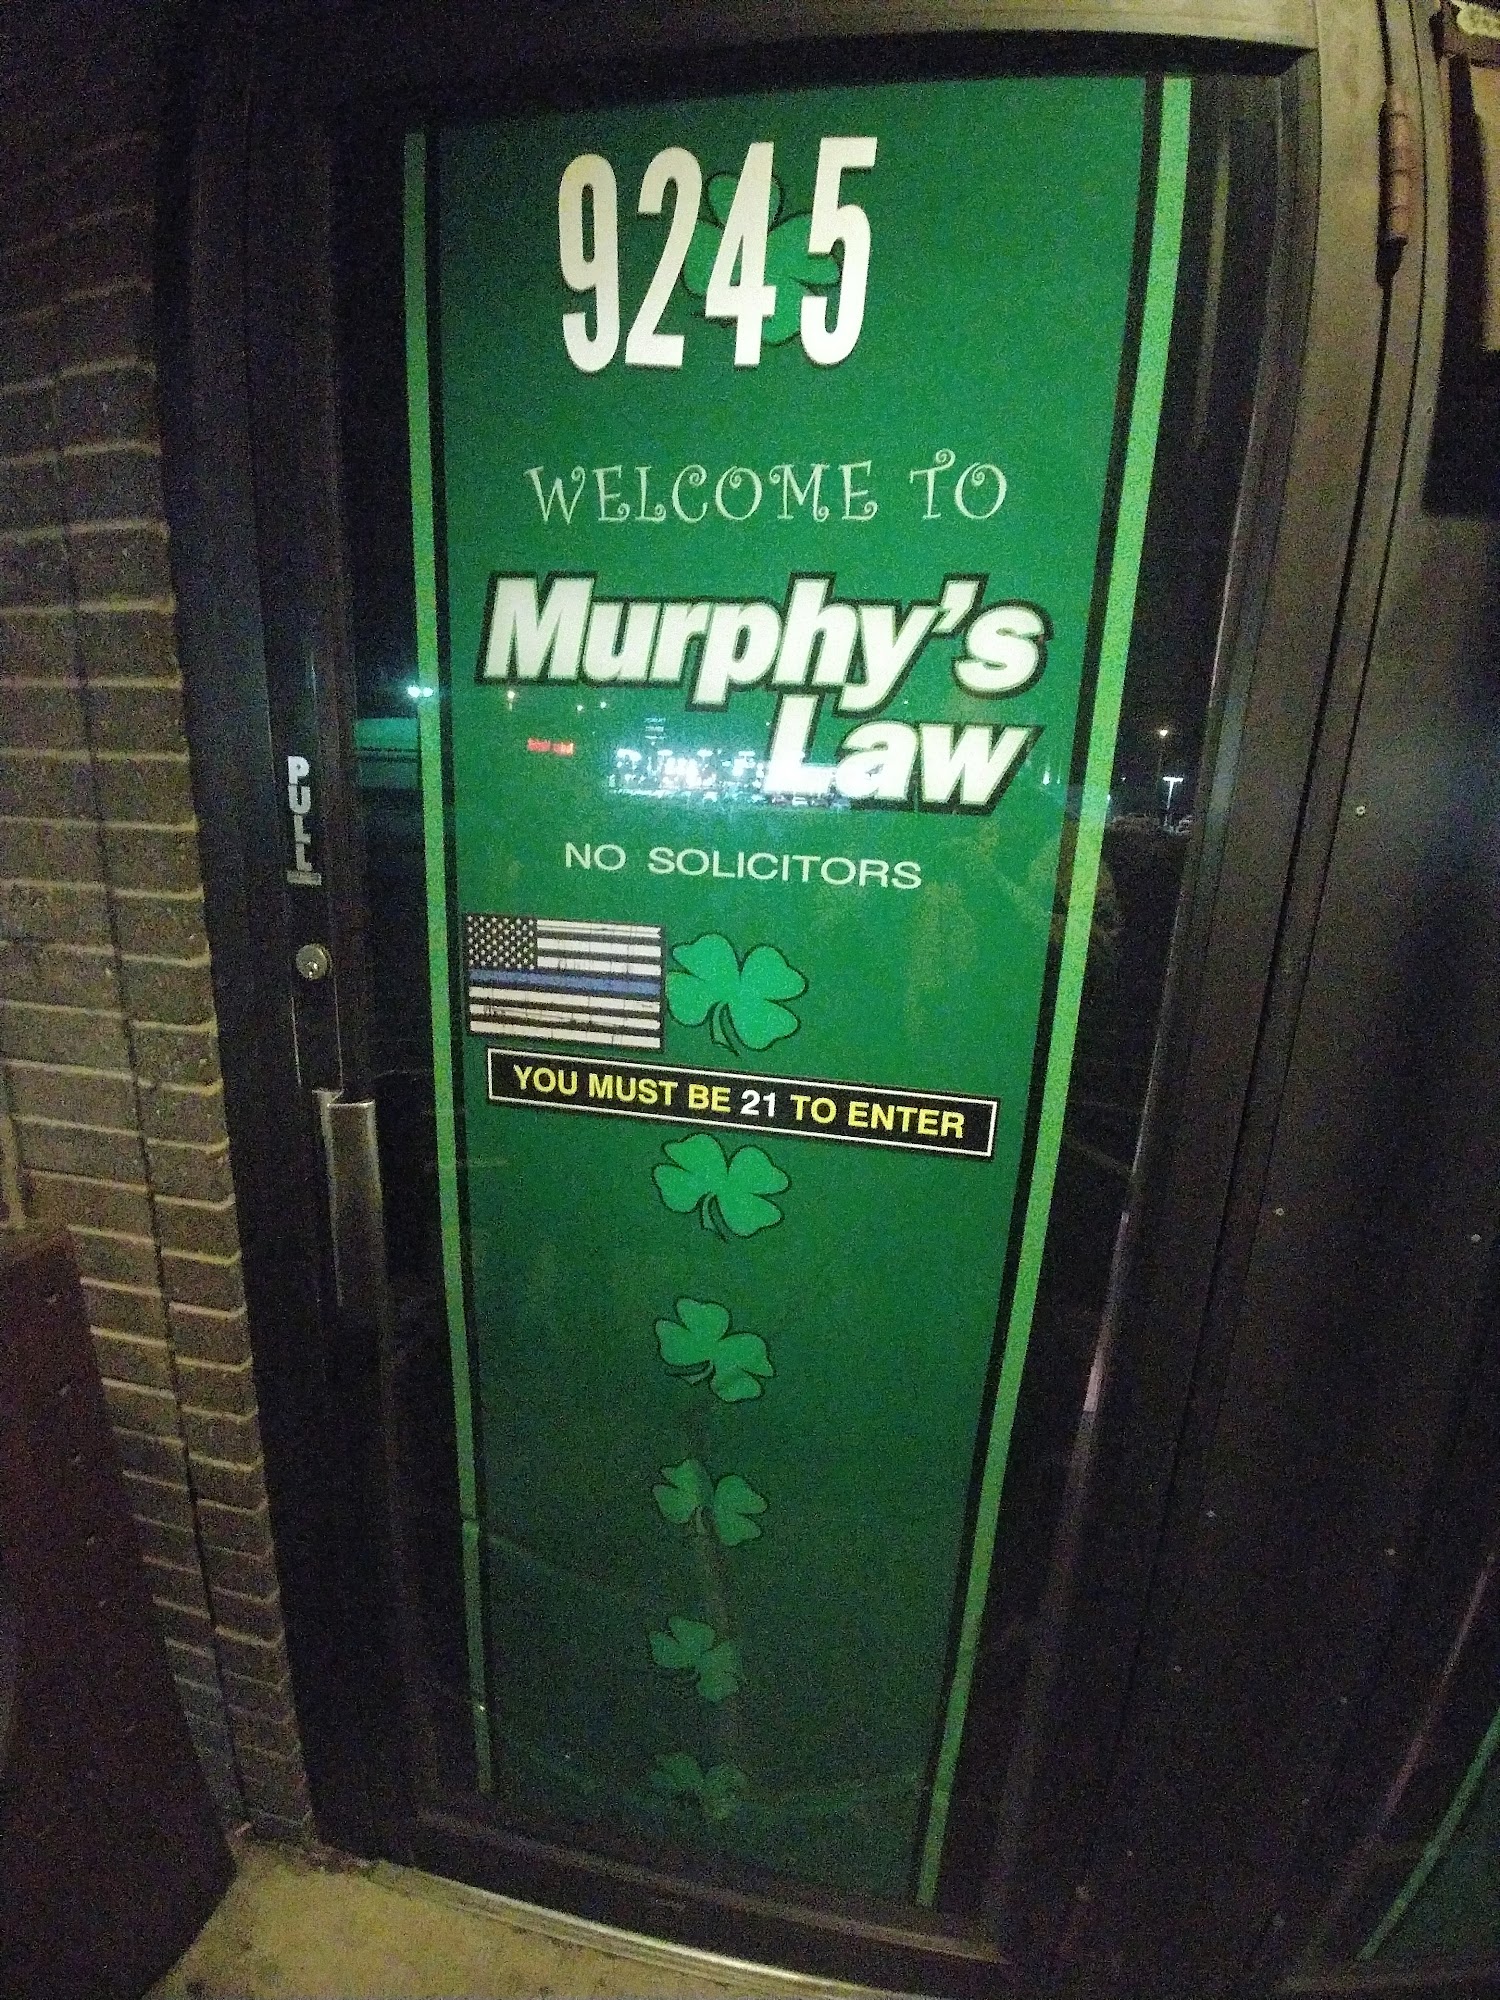 9245
WELCOME TO
Murphy's
Law
PULL
NO SOLICITORS
YOU MUST BE 21 TO ENTER